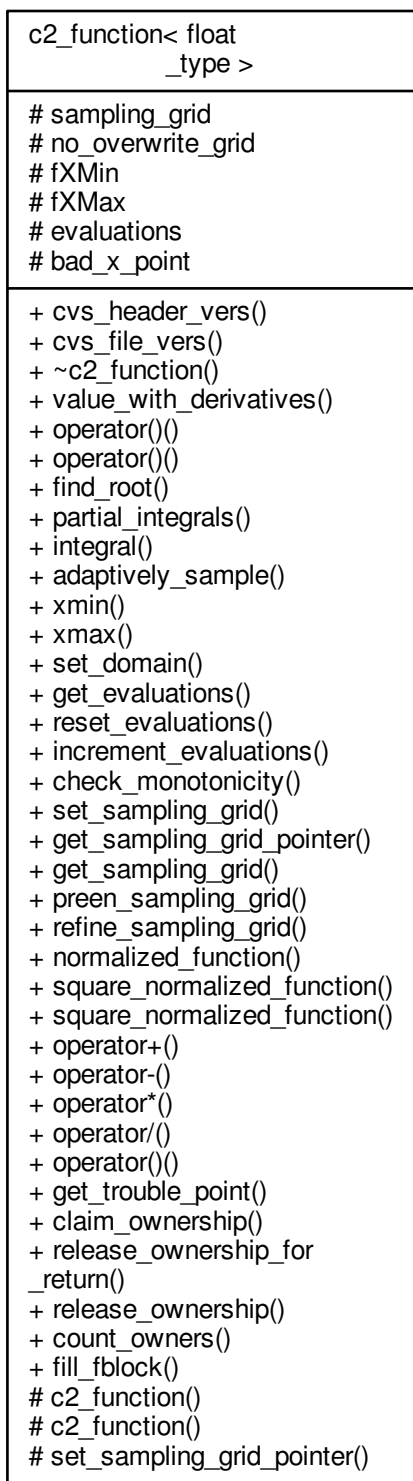 c2_function< float
_type >
# sampling_grid
# no_overwrite_grid
# fXMin
# fXMax
# evaluations
# bad_x_point
+ cvs_header_vers()
+ cvs_file_vers()
+ ~c2_function()
+ value_with_derivatives()
+ operator()()
+ operator()()
+ find_root()
+ partial_integrals()
+ integral()
+ adaptively_sample()
+ xmin()
+ xmax()
+ set_domain()
+ get_evaluations()
+ reset_evaluations()
+ increment_evaluations()
+ check_monotonicity()
+ set_sampling_grid()
+ get_sampling_grid_pointer()
+ get_sampling_grid()
+ preen_sampling_grid()
+ refine_sampling_grid()
+ normalized_function()
+ square_normalized_function()
+ square_normalized_function()
+ operator+()
+ operator-()
+ operator*()
+ operator/()
+ operator()()
+ get_trouble_point()
+ claim_ownership()
+ release_ownership_for
_return()
+ release_ownership()
+ count_owners()
+ fill_fblock()
# c2_function()
# c2_function()
# set_sampling_grid_pointer()